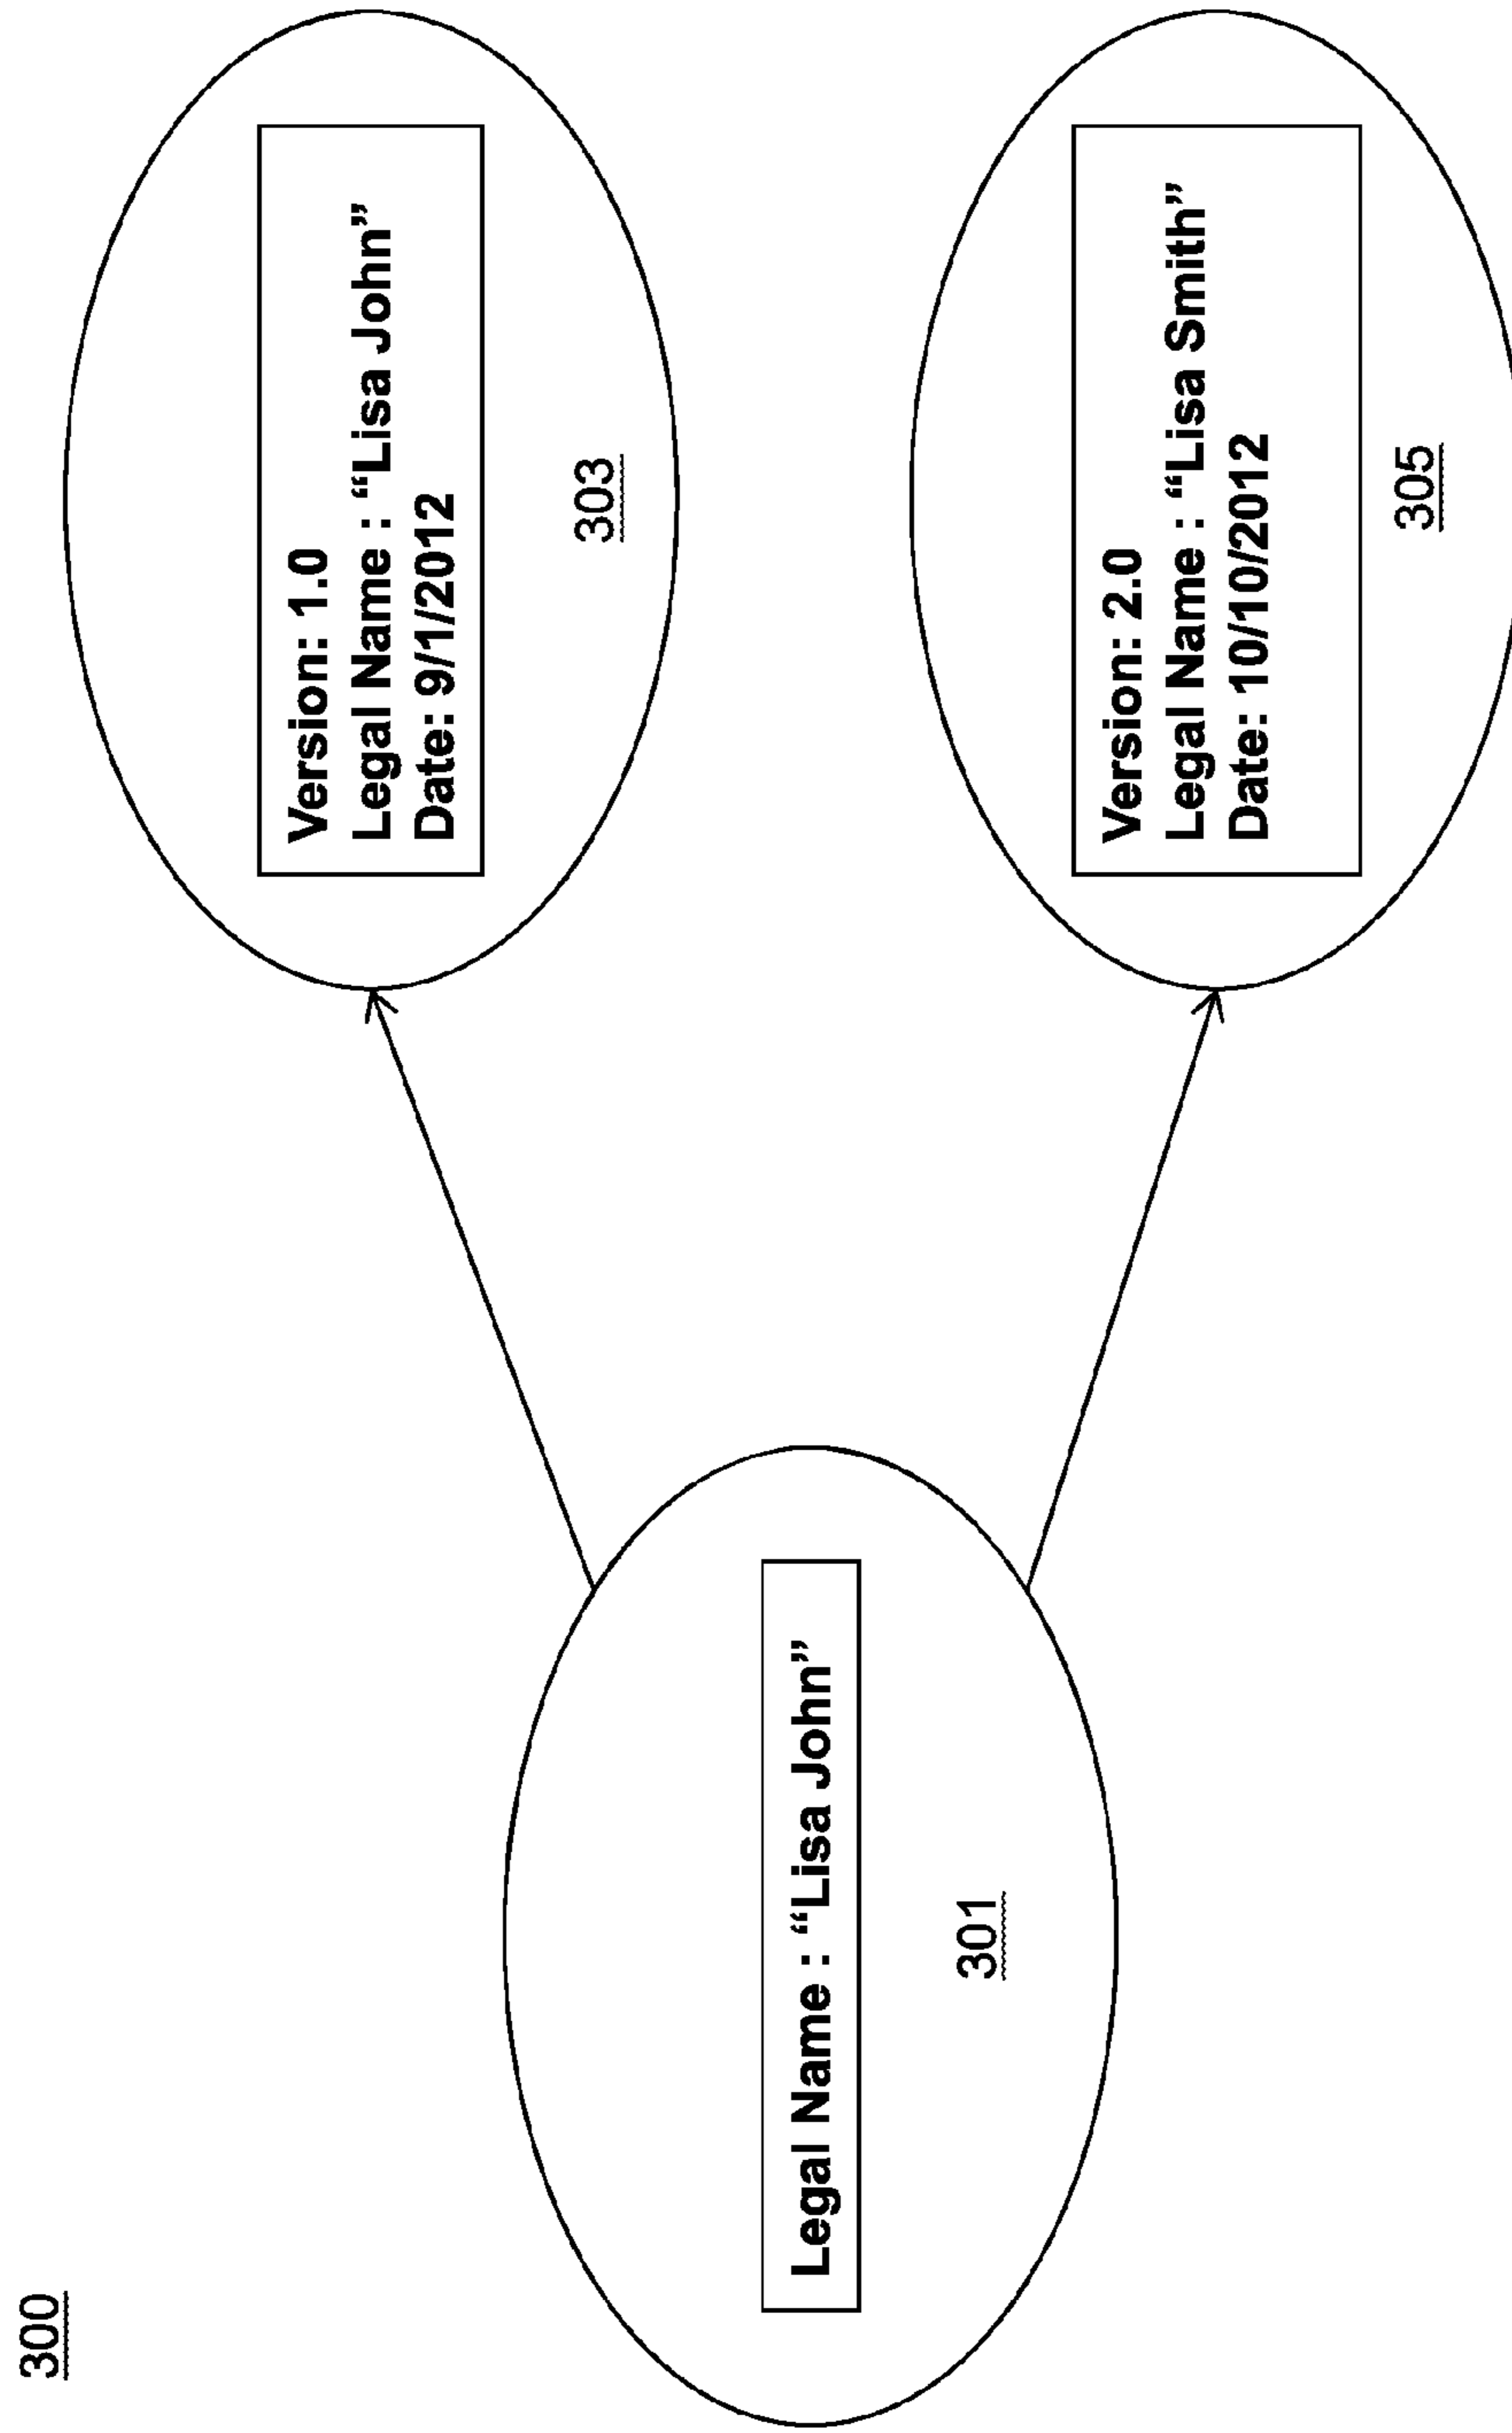 300
Legal Name : “Lisa John”
301
Version: 1.0
Legal Name : “Lisa John”
Date: 9/1/2012
303
Version: 2.0
Legal Name : “Lisa Smith”
Date: 10/10/2012
305